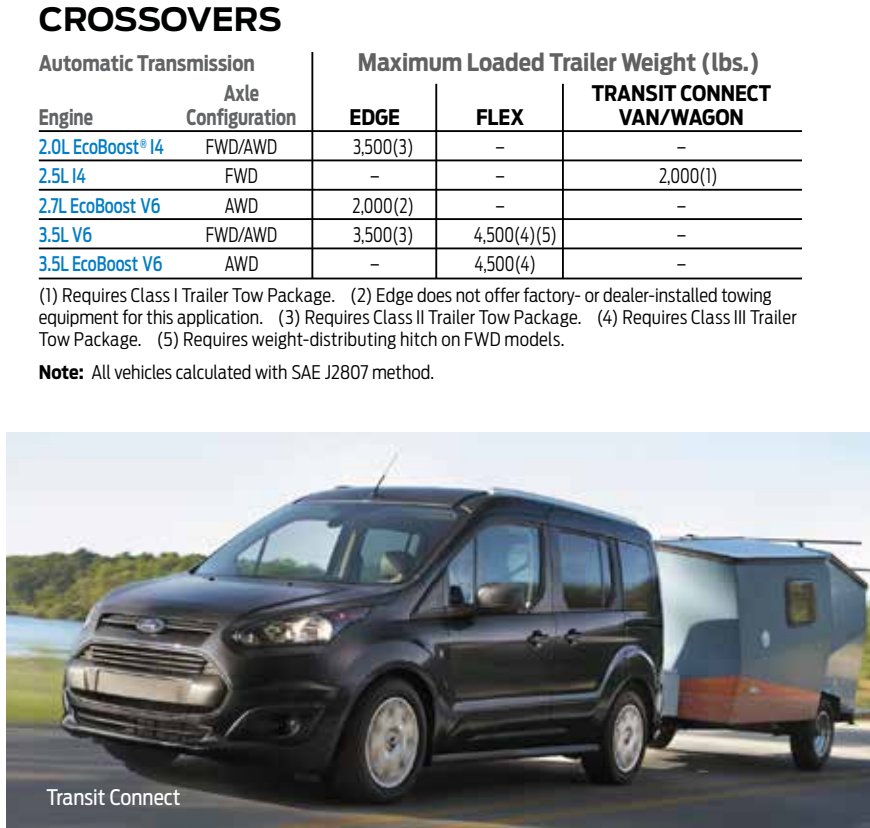 CROSSOVERS
Automatic Transmission Maximum Loaded Trailer Weight (lbs.)
Engine Axle Configuration EDGE FLEX TRANSIT CONNECT VAN/WAGON
2.0L EcoBoost® I4 FWD/AWD 3,500(3) – –
2.5L I4 FWD – – 2,000(1)
2.7L EcoBoost V6 AWD 2,000(2) – –
3.5L V6 FWD/AWD 3,500(3) 4,500(4)(5) –
3.5L EcoBoost V6 AWD – 4,500(4) –
(1) Requires Class I Trailer Tow Package. (2) Edge does not offer factory- or dealer-installed towing
equipment for this application. (3) Requires Class II Trailer Tow Package. (4) Requires Class III Trailer
Tow Package. (5) Requires weight-distributing hitch on FWD models.
Note: All vehicles calculated with SAE J2807 method.
Transit Connect